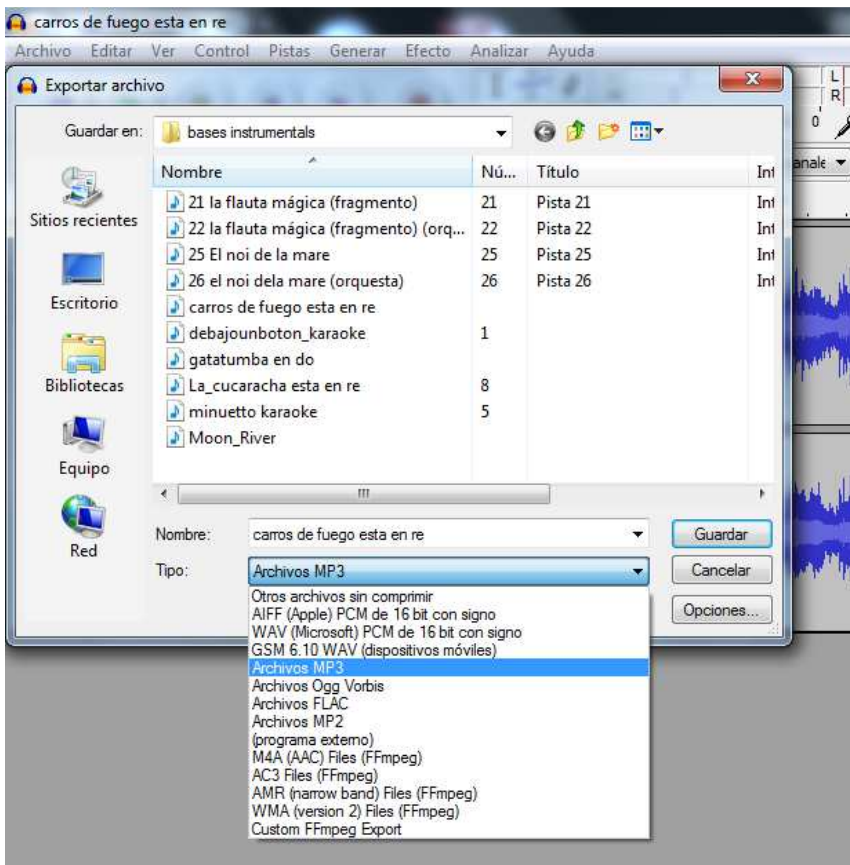 carros de fuego esta en re
Archivo Editar Ver Control Pistas Generar Efecto Analizar Ayuda
Exportar archivo
L
R
0
Guardar en: bases instrumentals
anale
Nombre Nú... Título Int
21 la flauta mágica (fragmento) 21 Pista 21 Int
22 la flauta mágica (fragmento) (orq... 22 Pista 22 Int
25 El noi de la mare 25 Pista 25 Int
26 el noi dela mare (orquesta) 26 Pista 26 Int
carros de fuego esta en re
debajounboton_karaoke 1
gatatumba en do
La_cucaracha esta en re 8
minuetto karaoke 5
Moon_River
Sitios recientes
Escritorio
Bibliotecas
Equipo
Red
Nombre: carros de fuego esta en re Guardar
Tipo: Archivos MP3 Cancelar
Opciones...
Otros archivos sin comprimir
AIFF (Apple) PCM de 16 bit con signo
WAV (Microsoft) PCM de 16 bit con signo
GSM 6.10 WAV (dispositivos móviles)
Archivos MP3
Archivos Ogg Vorbis
Archivos FLAC
Archivos MP2
(programa externo)
M4A (AAC) Files (FFmpeg)
AC3 Files (FFmpeg)
AMR (narrow band) Files (FFmpeg)
WMA (version 2) Files (FFmpeg)
Custom FFmpeg Export